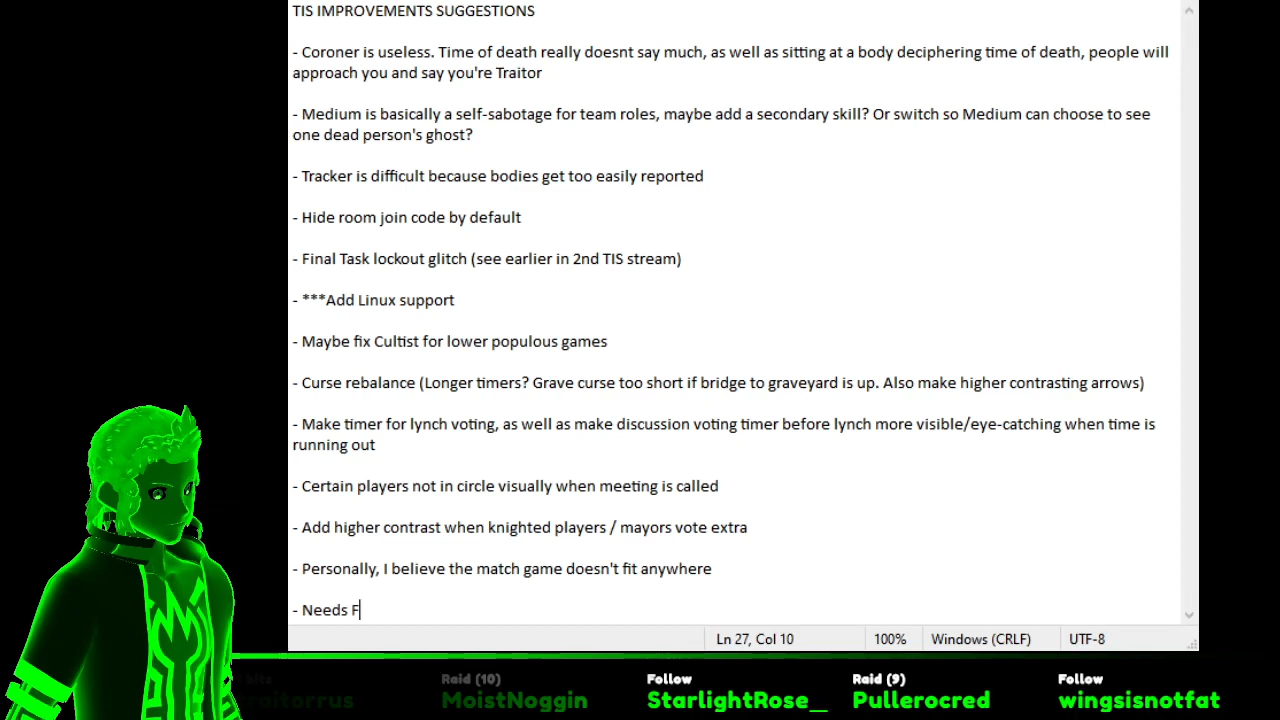 TIS IMPROVEMENTS SUGGESTIONS
- Coroner is useless. Time of death really doesnt say much, as well as sitting at a body deciphering time of death, people will
approach you and say you're Traitor
- Medium is basically a self-sabotage for team roles, maybe add a secondary skill? Or switch so Medium can choose to see
one dead person's ghost?
- Tracker is difficult because bodies get too easily reported
- Hide room join code by default
- Final Task lockout glitch (see earlier in 2nd TIS stream)
- ***Add Linux support
- Maybe fix Cultist for lower populous games
- Curse rebalance (Longer timers? Grave curse too short if bridge to graveyard is up. Also make higher contrasting arrows)
- Make timer for lynch voting, as well as make discussion voting timer before lynch more visible/eye-catching when time is
running out
- Certain players not in circle visually when meeting is called
- Add higher contrast when knighted players / mayors vote extra
- Personally, I believe the match game doesn't fit anywhere
- Needs F
Ln 27, Col 10 100% Windows (CRLF) UTF-8
bits Raid (10) Follow Raid (9) Follow
MoistNoggin StarlightRose_ Pullerocred wingsisnotfat